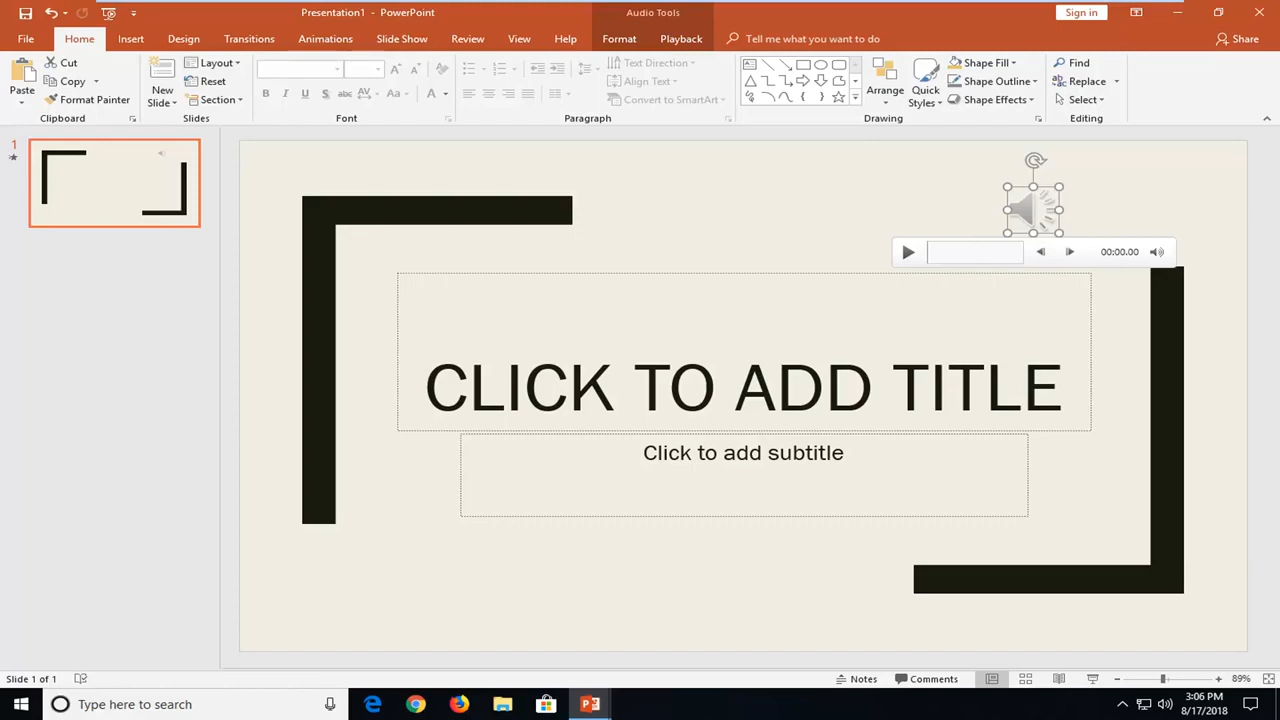 Presentation1 - PowerPoint
Audio Tools
Sign in
File
Home
Insert
Design
Transitions
Animations
Slide Show
Review
View
Help
Format
Playback
Tell me what you want to do
Share
Paste
Cut
Copy
Format Painter
Clipboard
New
Slide
Layout
Reset
Section
Slides
B I U S abc AV Aa A
Font
Text Direction
Align Text
Convert to SmartArt
Paragraph
Arrange
Quick
Styles
Shape Fill
Shape Outline
Shape Effects
Drawing
Find
Replace
Select
Editing
1
00:00.00
CLICK TO ADD TITLE
Click to add subtitle
Slide 1 of 1
Notes
Comments
89%
Type here to search
3:06 PM
8/17/2018